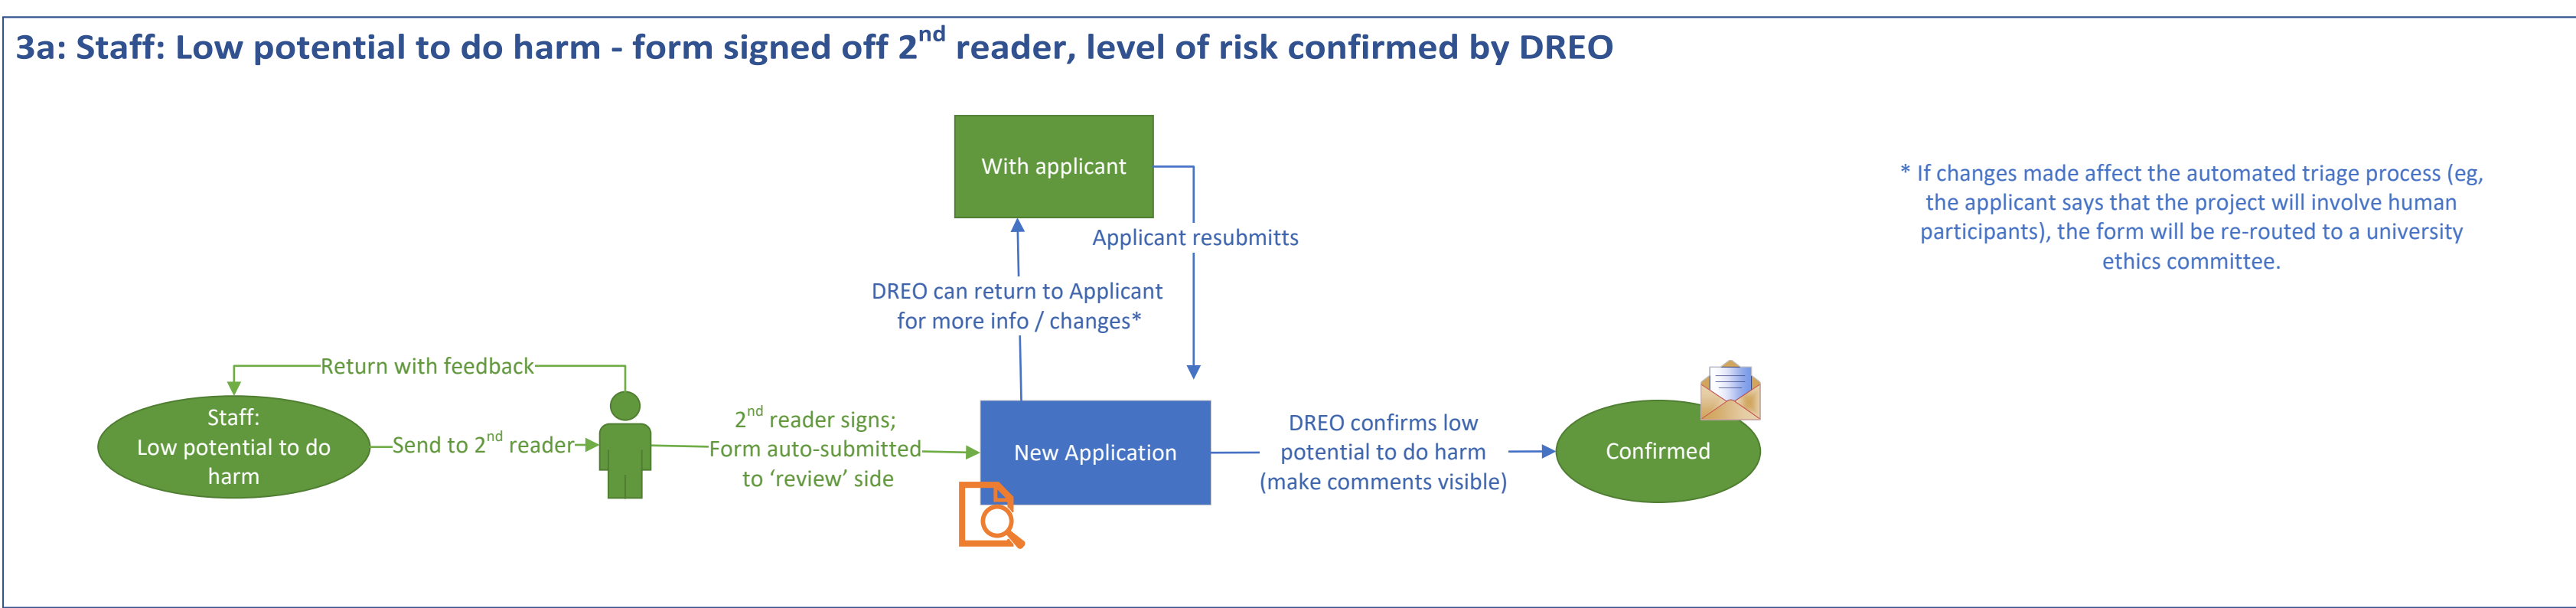 3a: Staff: Low potential to do harm - form signed off 2nd reader, level of risk confirmed by DREO
With applicant
* If changes made affect the automated triage process (eg,
the applicant says that the project will involve human
participants), the form will be re-routed to a university
ethics committee.
Applicant resubmitts
DREO can return to Applicant
for more info / changes*
Return with feedback
Staff:
Low potential to do
harm
Send to 2nd reader
2nd reader signs;
Form auto-submitted
to ‘review’ side
New Application
DREO confirms low
potential to do harm
(make comments visible)
Confirmed